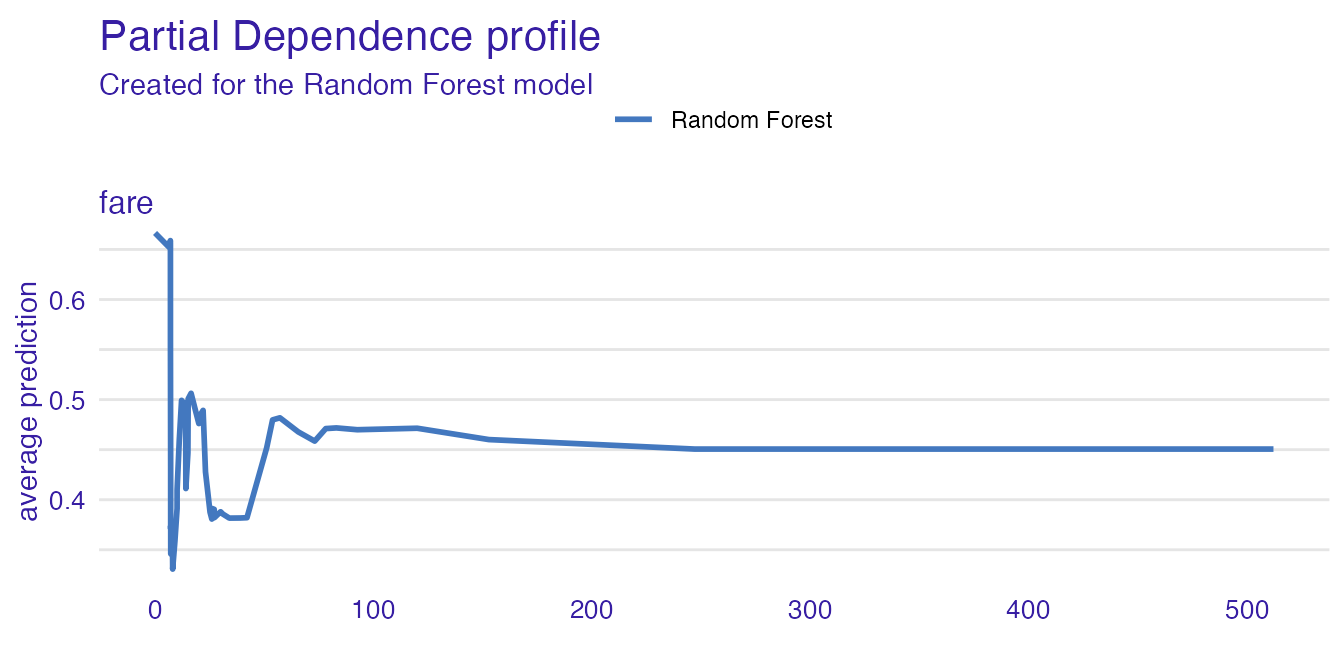 Partial Dependence profile
Created for the Random Forest model
Random Forest
fare
average prediction
0.6
0.5
0.4
0 100 200 300 400 500